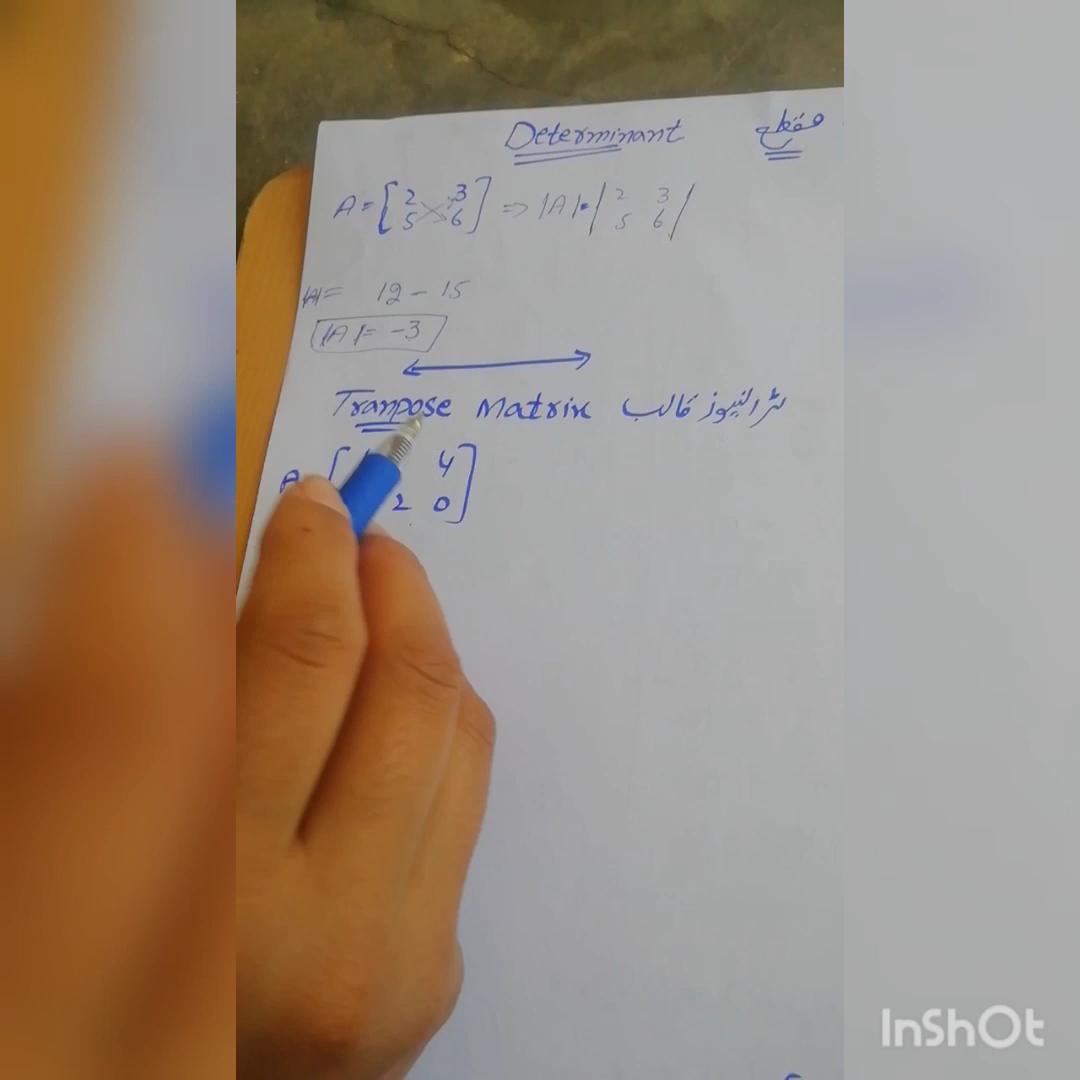 Determinant مقطع
A = [2 3 5 6] ⇒ |A| = |2 3 5 6|
|A| = 12 - 15
|A| = -3
Tranpose Matrix ٹرانپوز قالب
4
2 0
InShOt